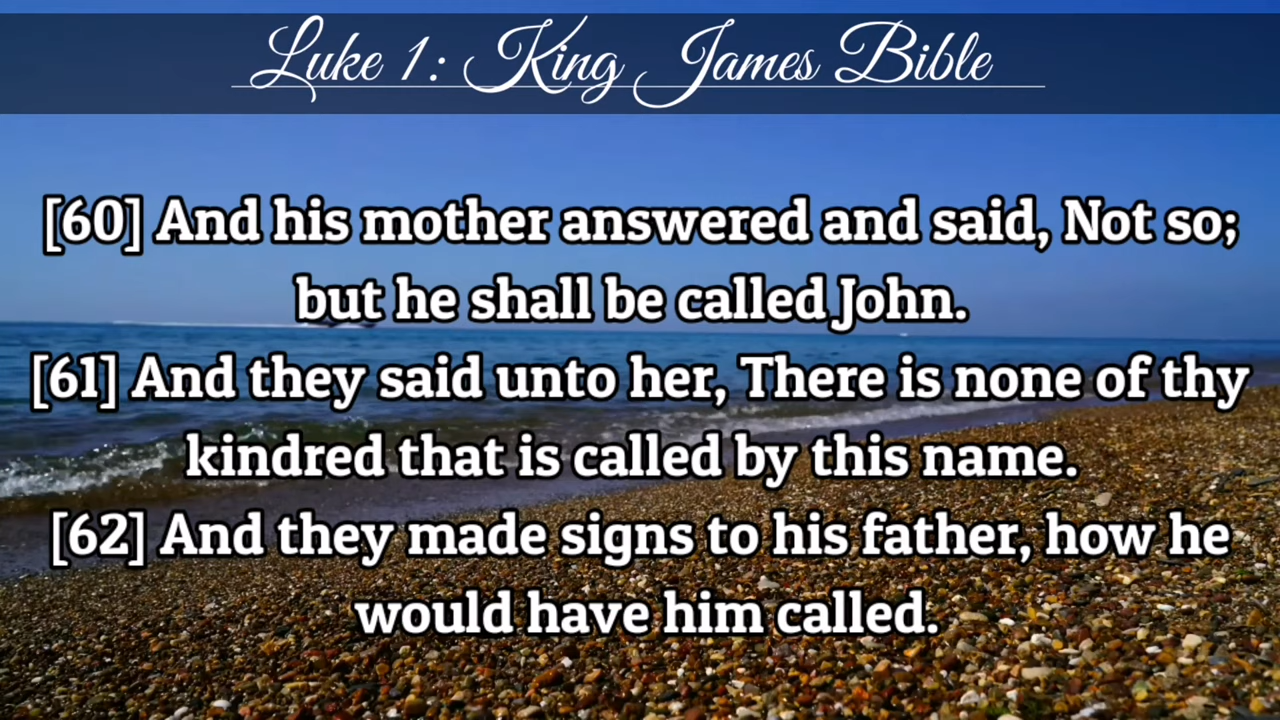 Luke 1: King James Bible
[60] And his mother answered and said, Not so;
but he shall be called John.
[61] And they said unto her, There is none of thy
kindred that is called by this name.
[62] And they made signs to his father, how he
would have him called.